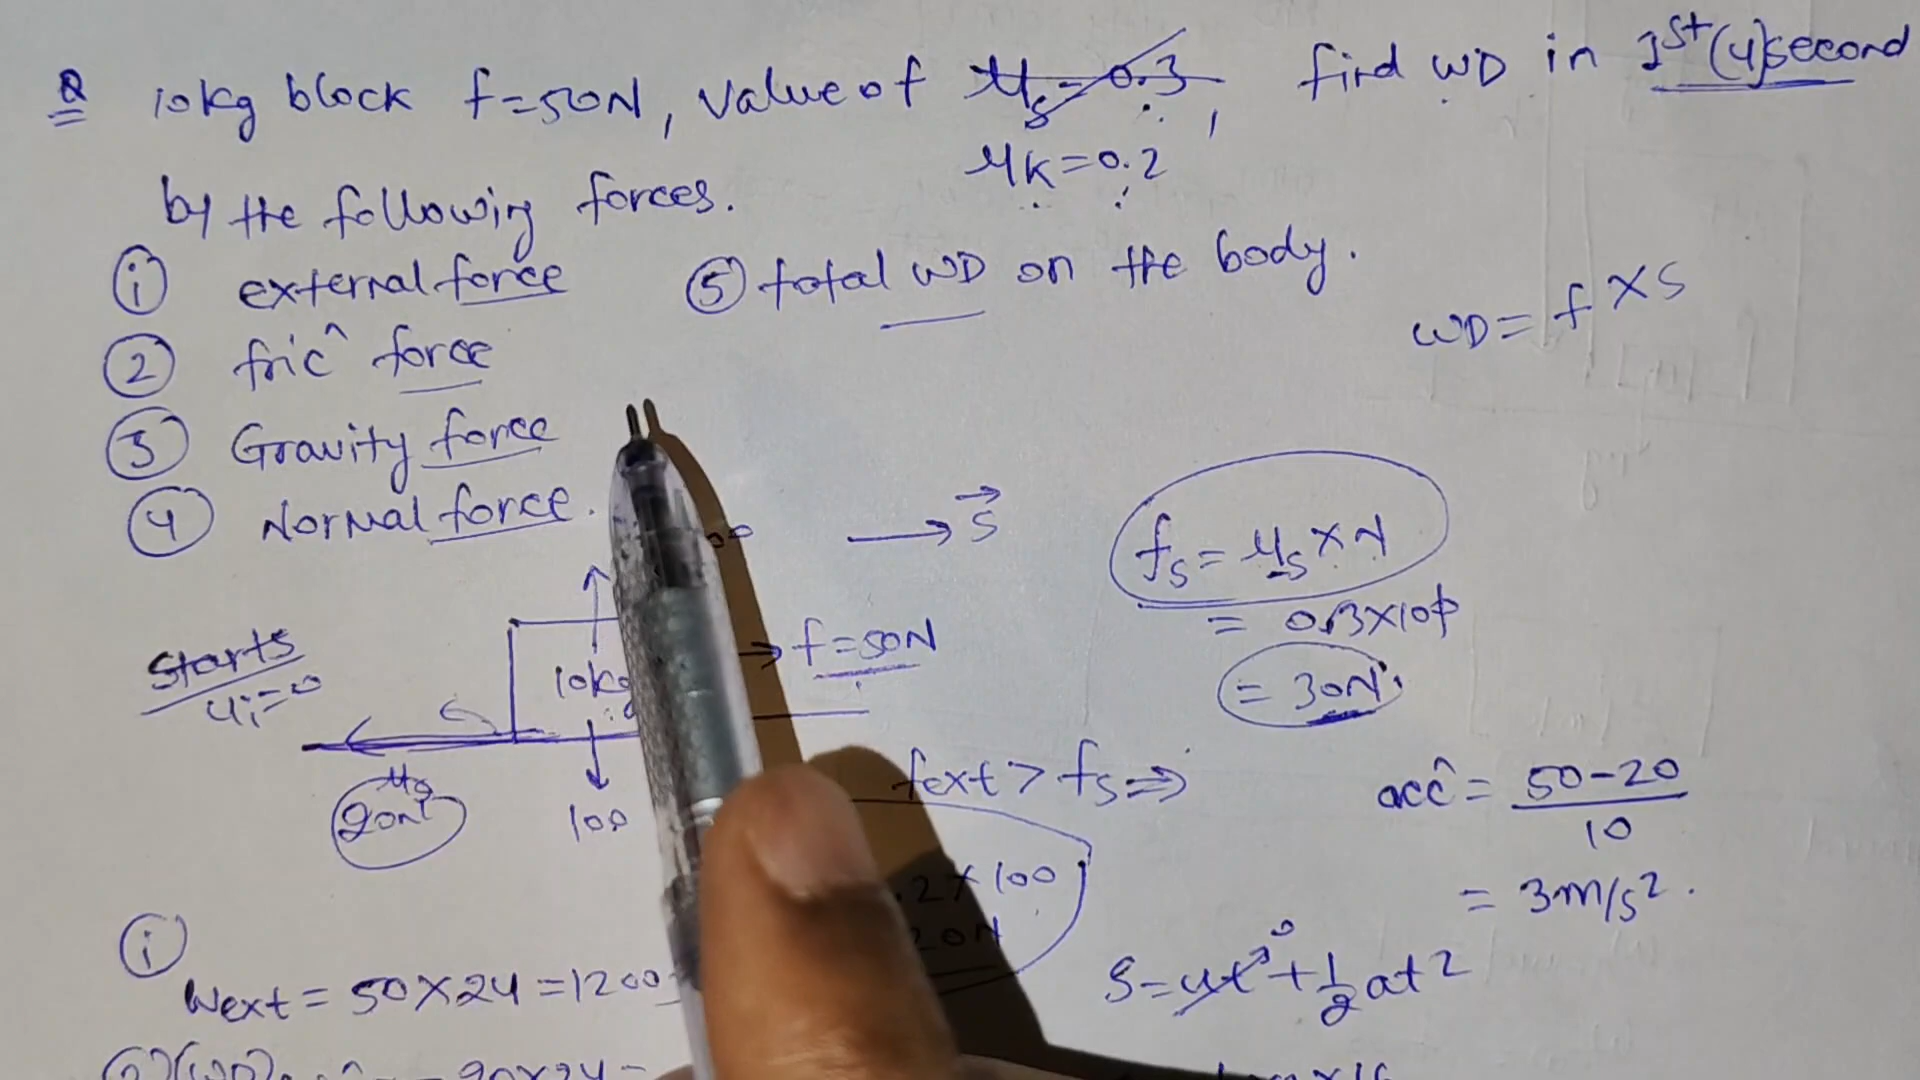 Q 10kg block f=50N, value of μs=0.3, find WD in 1st (4) second
μk=0.2
by the following forces.
① external force ⑤ total WD on the body.
② fric^ force
WD = f×s
③ Gravity force
④ Normal force.
→ s
fs = μs×N
= 0.3×100
= 30N
starts
ui=0
10kg
→ f=50N
20N
100
fext > fs ⇒
acc^ = 50-20
10
= 3m/s².
.2×100
20N
①
Wext = 50×24 = 1200
s=ut+½at²